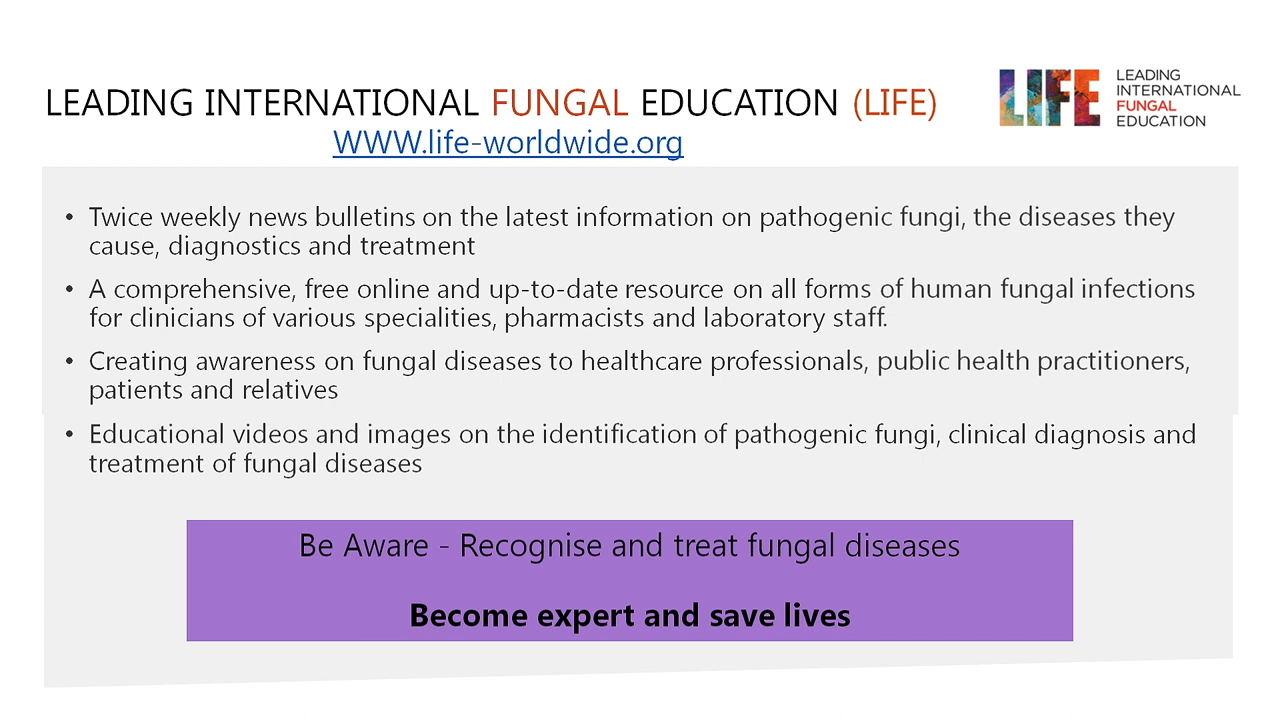 LEADING INTERNATIONAL FUNGAL EDUCATION (LIFE)
WWW.life-worldwide.org
LIFE
LEADING
INTERNATIONAL
FUNGAL
EDUCATION
• Twice weekly news bulletins on the latest information on pathogenic fungi, the diseases they
cause, diagnostics and treatment
• A comprehensive, free online and up-to-date resource on all forms of human fungal infections
for clinicians of various specialities, pharmacists and laboratory staff.
• Creating awareness on fungal diseases to healthcare professionals, public health practitioners,
patients and relatives
• Educational videos and images on the identification of pathogenic fungi, clinical diagnosis and
treatment of fungal diseases
Be Aware - Recognise and treat fungal diseases
Become expert and save lives